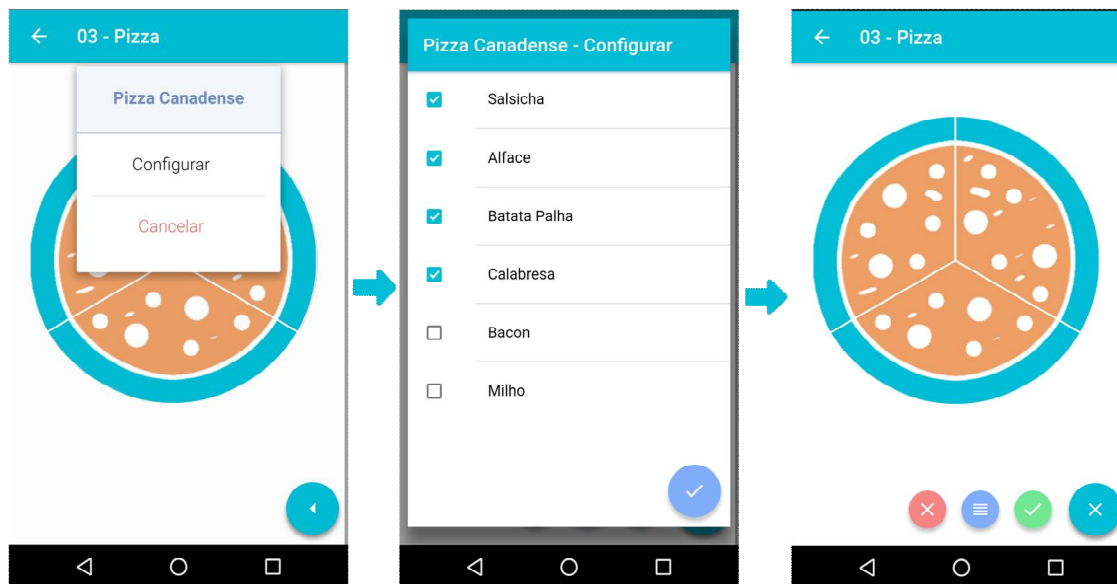 03 - Pizza
Pizza Canadense
Configurar
Cancelar
Pizza Canadense - Configurar
Salsicha
Alface
Batata Palha
Calabresa
Bacon
Milho
03 - Pizza